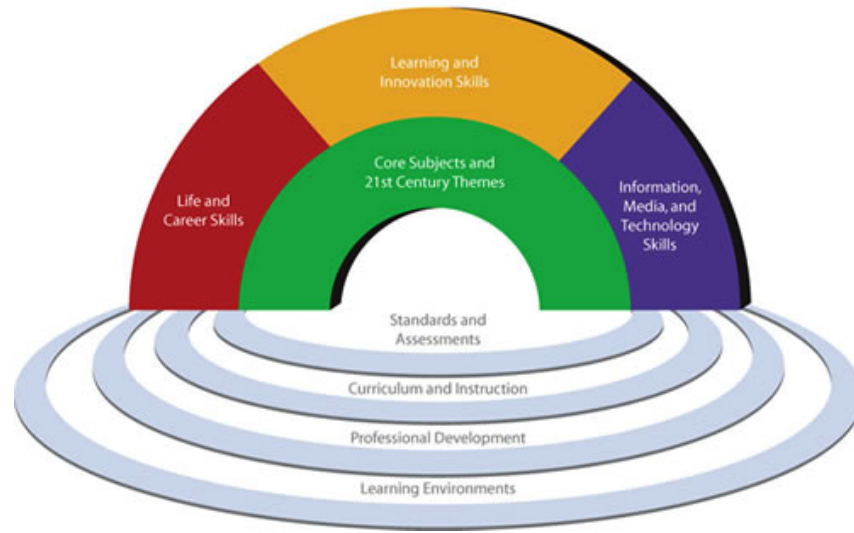 Learning and
Innovation Skills
Core Subjects and
21st Century Themes
Life and
Career Skills
Information,
Media, and
Technology
Skills
Standards and
Assessments
Curriculum and Instruction
Professional Development
Learning Environments